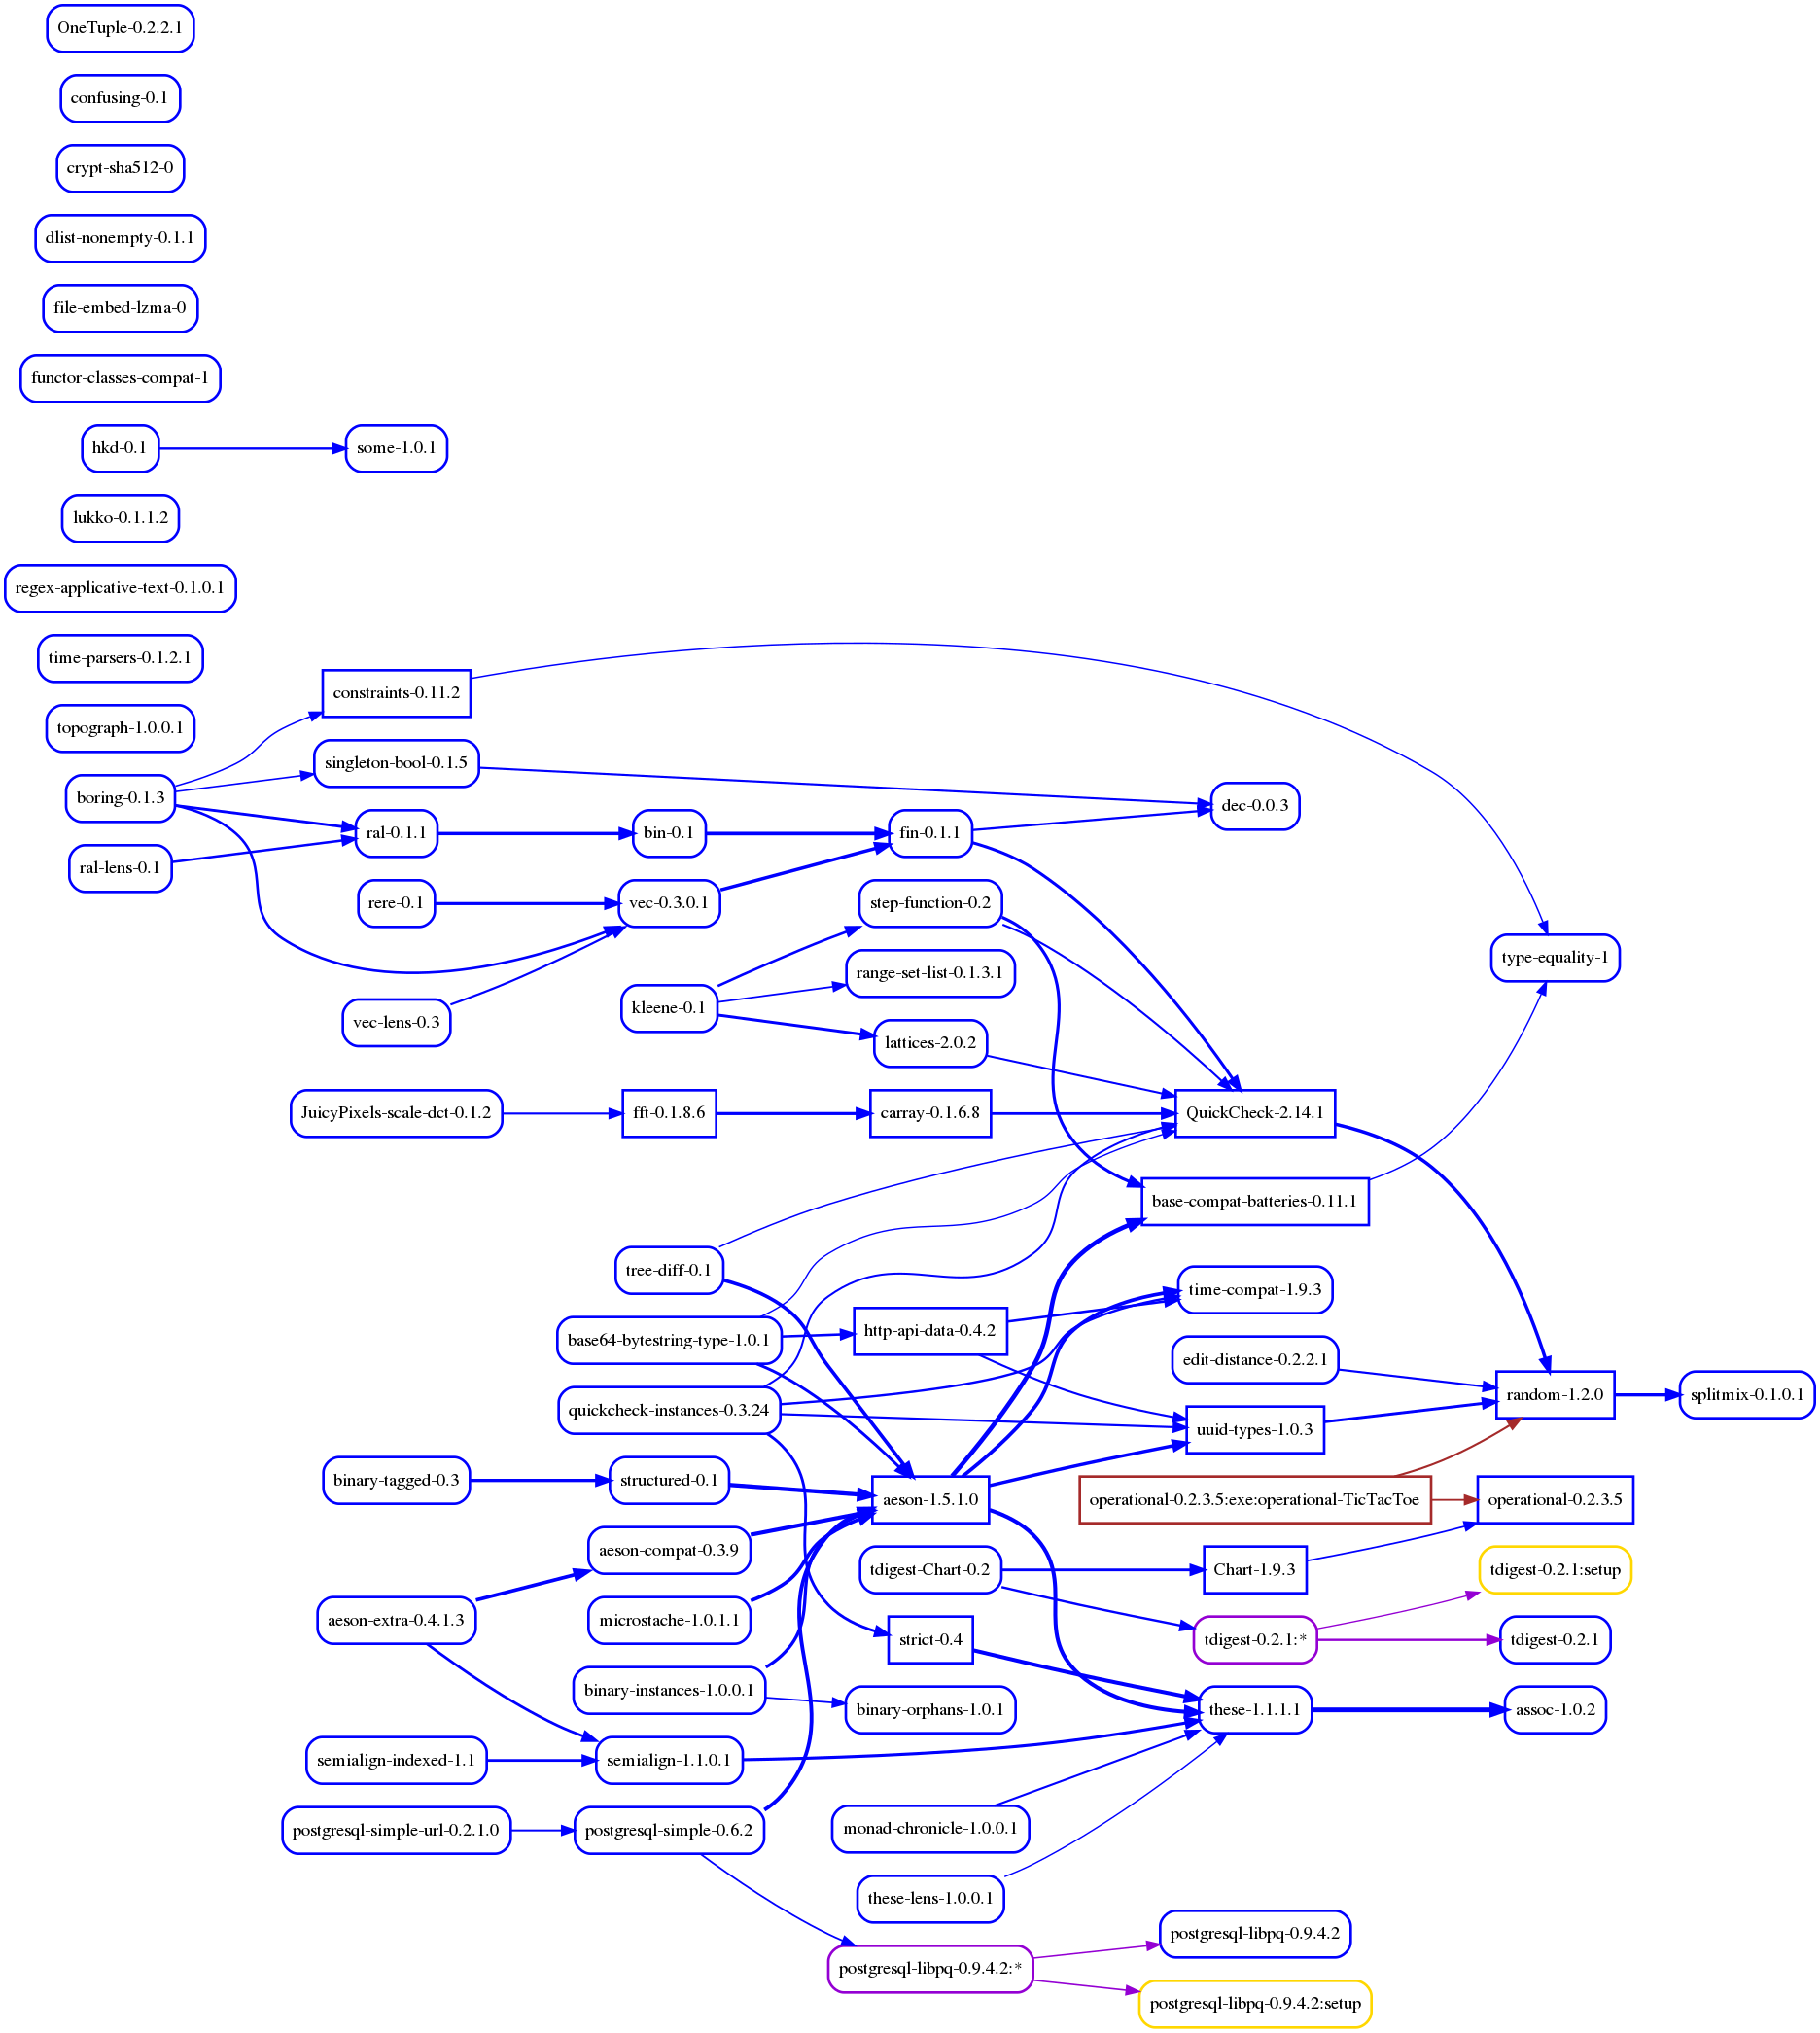 OneTuple-0.2.2.1
confusing-0.1
crypt-sha512-0
dlist-nonempty-0.1.1
file-embed-lzma-0
functor-classes-compat-1
hkd-0.1
some-1.0.1
lukko-0.1.1.2
regex-applicative-text-0.1.0.1
time-parsers-0.1.2.1
constraints-0.11.2
topograph-1.0.0.1
singleton-bool-0.1.5
boring-0.1.3
dec-0.0.3
ral-0.1.1
bin-0.1
fin-0.1.1
ral-lens-0.1
rere-0.1
vec-0.3.0.1
step-function-0.2
type-equality-1
range-set-list-0.1.3.1
kleene-0.1
vec-lens-0.3
lattices-2.0.2
JuicyPixels-scale-dct-0.1.2
fft-0.1.8.6
carray-0.1.6.8
QuickCheck-2.14.1
base-compat-batteries-0.11.1
tree-diff-0.1
time-compat-1.9.3
http-api-data-0.4.2
base64-bytestring-type-1.0.1
edit-distance-0.2.2.1
random-1.2.0
splitmix-0.1.0.1
quickcheck-instances-0.3.24
uuid-types-1.0.3
binary-tagged-0.3
structured-0.1
aeson-1.5.1.0
operational-0.2.3.5:exe:operational-TicTacToe
operational-0.2.3.5
aeson-compat-0.3.9
tdigest-Chart-0.2
Chart-1.9.3
tdigest-0.2.1:setup
aeson-extra-0.4.1.3
microstache-1.0.1.1
strict-0.4
tdigest-0.2.1:*
tdigest-0.2.1
binary-instances-1.0.0.1
binary-orphans-1.0.1
these-1.1.1.1
assoc-1.0.2
semialign-indexed-1.1
semialign-1.1.0.1
postgresql-simple-url-0.2.1.0
postgresql-simple-0.6.2
monad-chronicle-1.0.0.1
these-lens-1.0.0.1
postgresql-libpq-0.9.4.2
postgresql-libpq-0.9.4.2:*
postgresql-libpq-0.9.4.2:setup